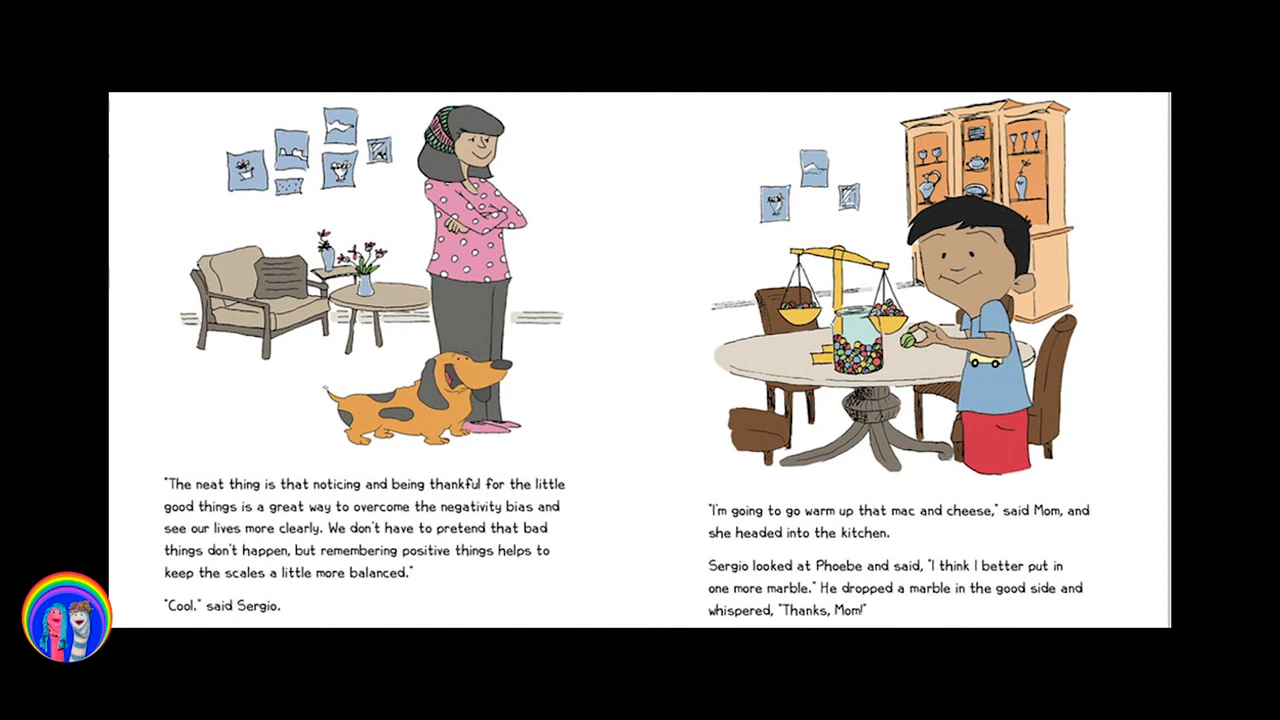 "The neat thing is that noticing and being thankful for the little
good things is a great way to overcome the negativity bias and
see our lives more clearly. We don't have to pretend that bad
things don't happen, but remembering positive things helps to
keep the scales a little more balanced."
"Cool." said Sergio.
"I'm going to go warm up that mac and cheese," said Mom, and
she headed into the kitchen.
Sergio looked at Phoebe and said, "I think I better put in
one more marble." He dropped a marble in the good side and
whispered, "Thanks, Mom!"